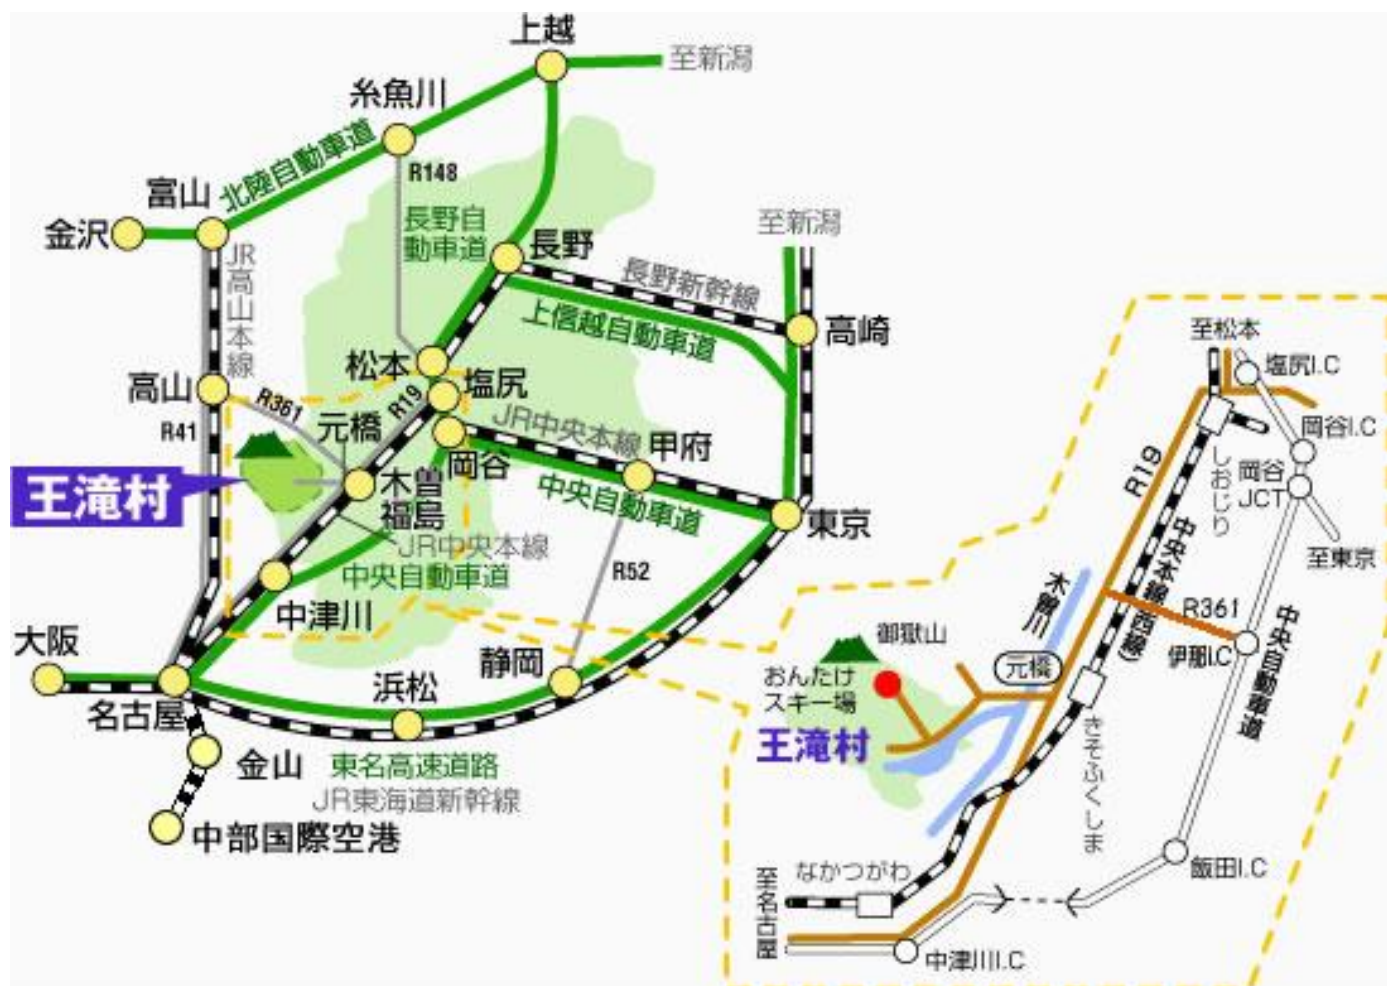 上越
至新潟
糸魚川
北陸自動車道
R148
富山
金沢
長野自
動車道
長野
至新潟
JR高山本線
長野新幹線
上信越自動車道
高崎
松本
塩尻
高山
R361
R19
R41
元橋
JR中央本線
甲府
岡谷
王滝村
木曽
福島
中央自動車道
東京
JR中央本線
中央自動車道
R52
中津川
大阪
静岡
浜松
名古屋
金山
東名高速道路
JR東海道新幹線
中部国際空港
至松本
塩尻I.C
岡谷I.C
R19
しおじり
岡谷
JCT
中央本線(西線)
至東京
木曽川
R361
伊那I.C
中央自動車道
御嶽山
元橋
おんたけ
スキー場
王滝村
きそふくしま
飯田I.C
なかつがわ
至名古屋
中津川I.C